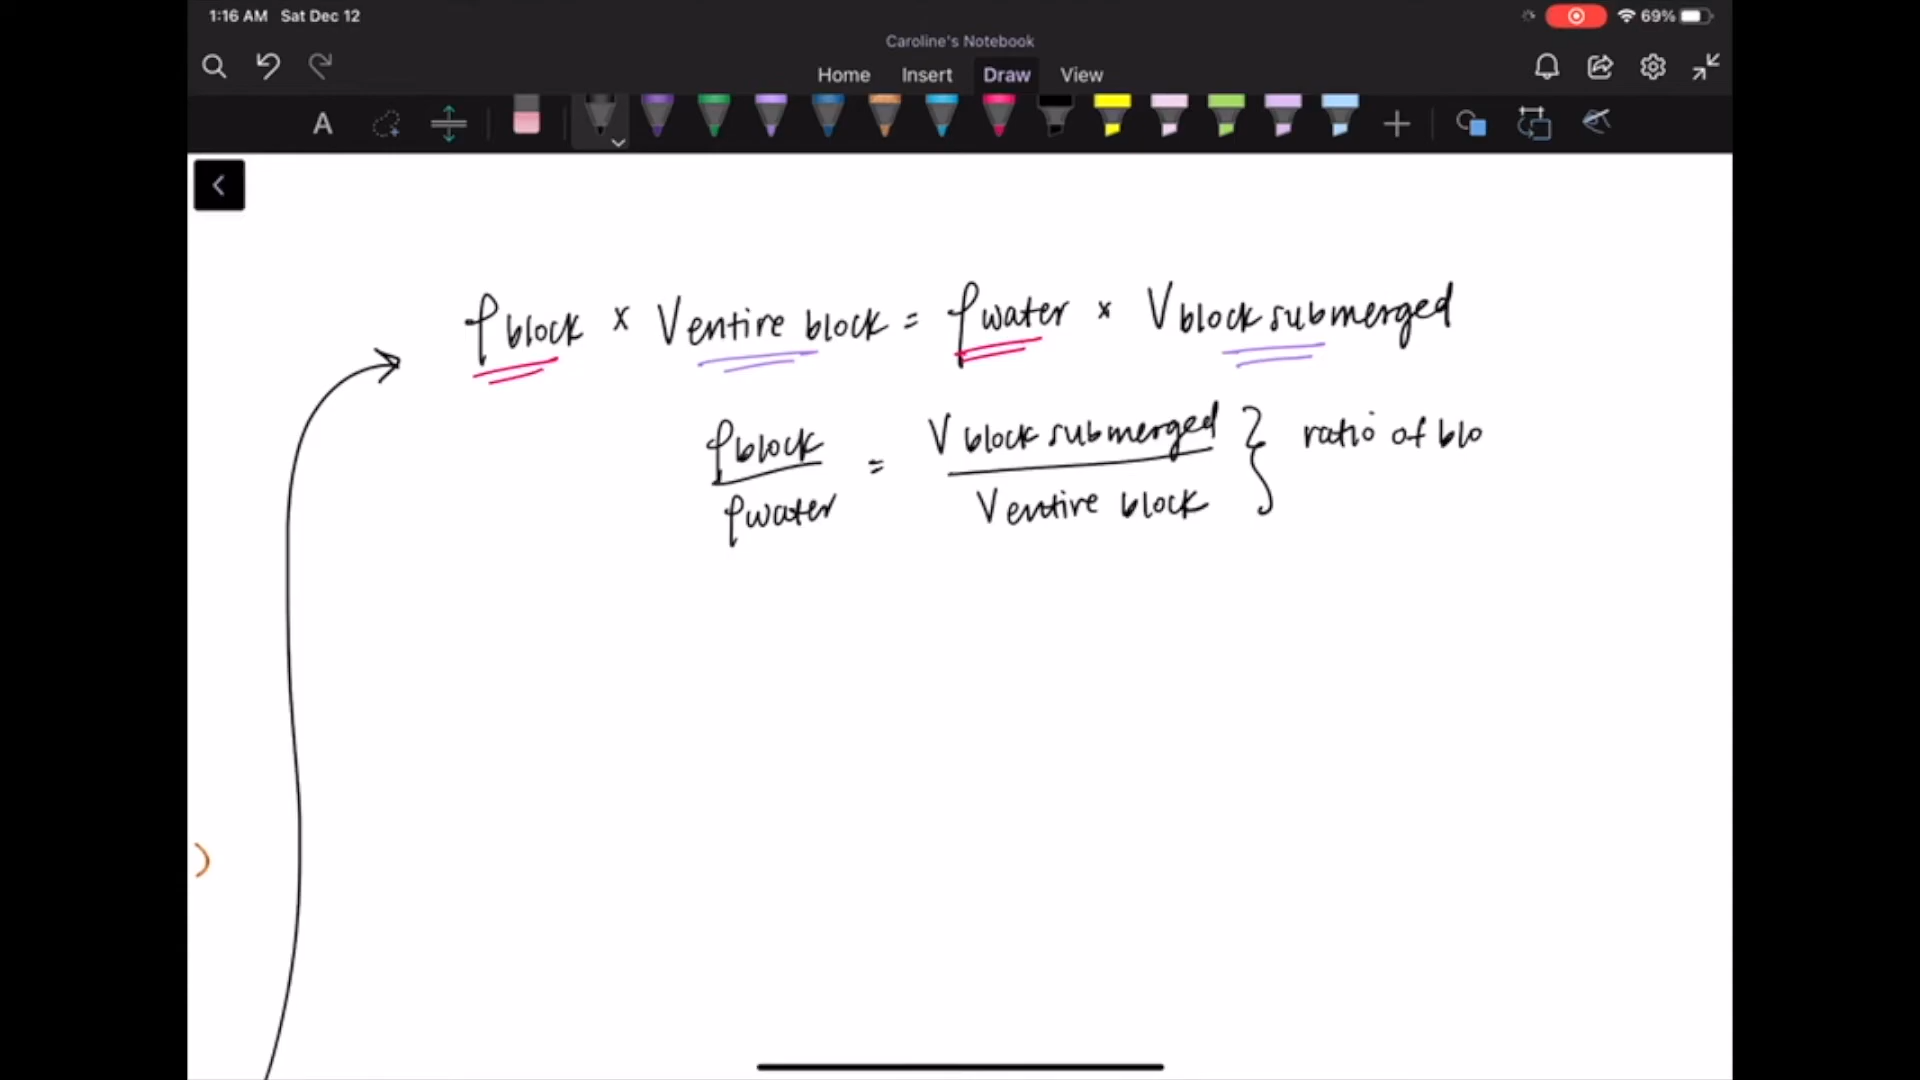 1:16 AM Sat Dec 12
69%
Caroline's Notebook
Home Insert Draw View
A
ρblock × Ventire block = ρwater × Vblock submerged
ρblock / ρwater = Vblock submerged / Ventire block } ratio of blo
)